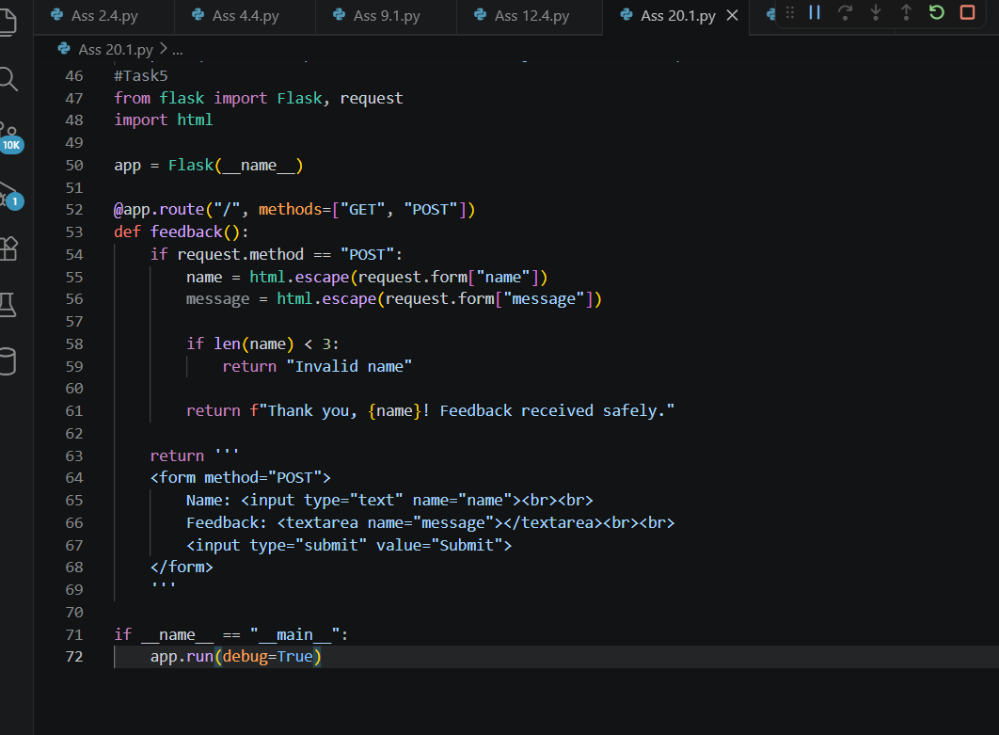 Ass 2.4.py
Ass 4.4.py
Ass 9.1.py
Ass 12.4.py
Ass 20.1.py
Ass 20.1.py > ...
10K
1
46 #Task5
47 from flask import Flask, request
48 import html
49
50 app = Flask(__name__)
51
52 @app.route("/", methods=["GET", "POST"])
53 def feedback():
54     if request.method == "POST":
55         name = html.escape(request.form["name"])
56         message = html.escape(request.form["message"])
57
58         if len(name) < 3:
59             return "Invalid name"
60
61         return f"Thank you, {name}! Feedback received safely."
62
63     return '''
64     <form method="POST">
65         Name: <input type="text" name="name"><br><br>
66         Feedback: <textarea name="message"></textarea><br><br>
67         <input type="submit" value="Submit">
68     </form>
69     '''
70
71 if __name__ == "__main__":
72     app.run(debug=True)